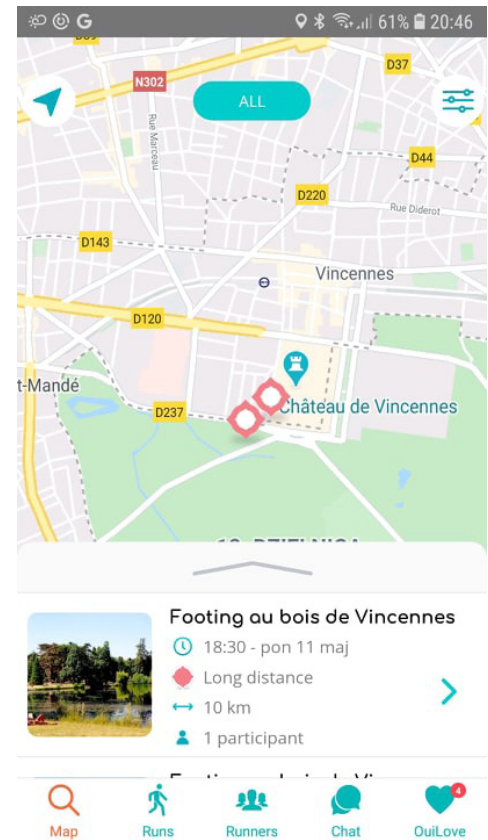 61% 20:46
D37
N302
ALL
Rue Marceau
D44
D220
Rue Diderot
D143
Vincennes
D120
t-Mandé
D237
Château de Vincennes
Footing au bois de Vincennes
18:30 - pon 11 maj
Long distance
10 km
1 participant
4
Map Runs Runners Chat OuiLove